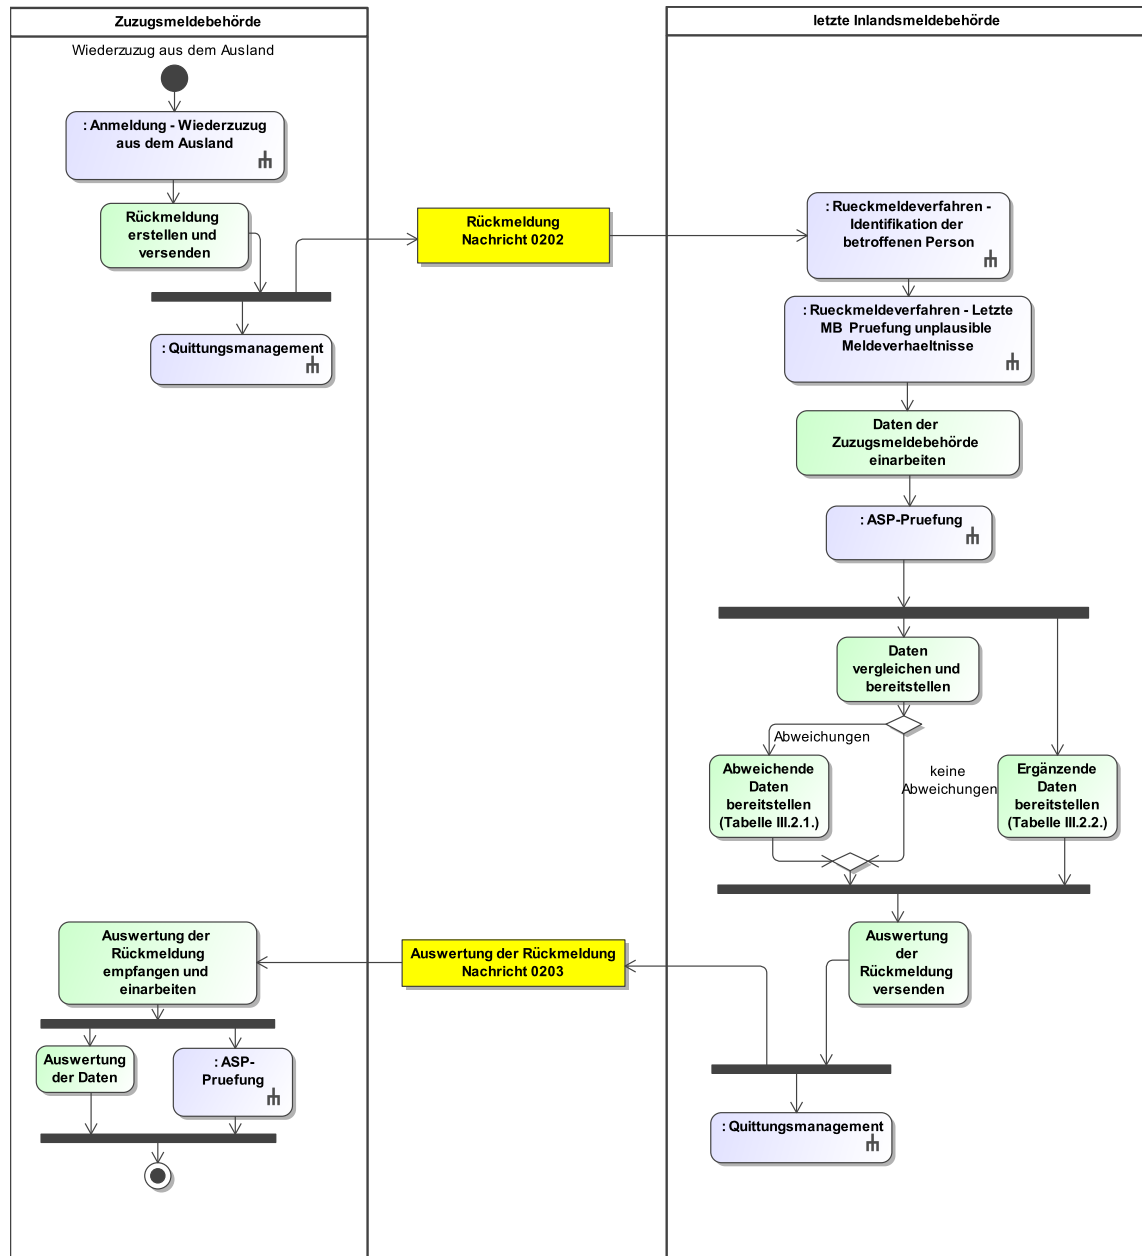 Zuzugsmeldebehörde
letzte Inlandsmeldebehörde
Wiederzuzug aus dem Ausland
: Anmeldung - Wiederzuzug
aus dem Ausland
Rückmeldung
erstellen und
versenden
: Quittungsmanagement
Rückmeldung
Nachricht 0202
: Rueckmeldeverfahren -
Identifikation der
betroffenen Person
: Rueckmeldeverfahren - Letzte
MB Pruefung unplausible
Meldeverhaeltnisse
Daten der
Zuzugsmeldebehörde
einarbeiten
: ASP-Pruefung
Daten
vergleichen und
bereitstellen
Abweichungen
keine
Abweichungen
Abweichende
Daten
bereitstellen
(Tabelle III.2.1.)
Ergänzende
Daten
bereitstellen
(Tabelle III.2.2.)
Auswertung
der
Rückmeldung
versenden
: Quittungsmanagement
Auswertung der Rückmeldung
Nachricht 0203
Auswertung der
Rückmeldung
empfangen und
einarbeiten
Auswertung
der Daten
: ASP-
Pruefung